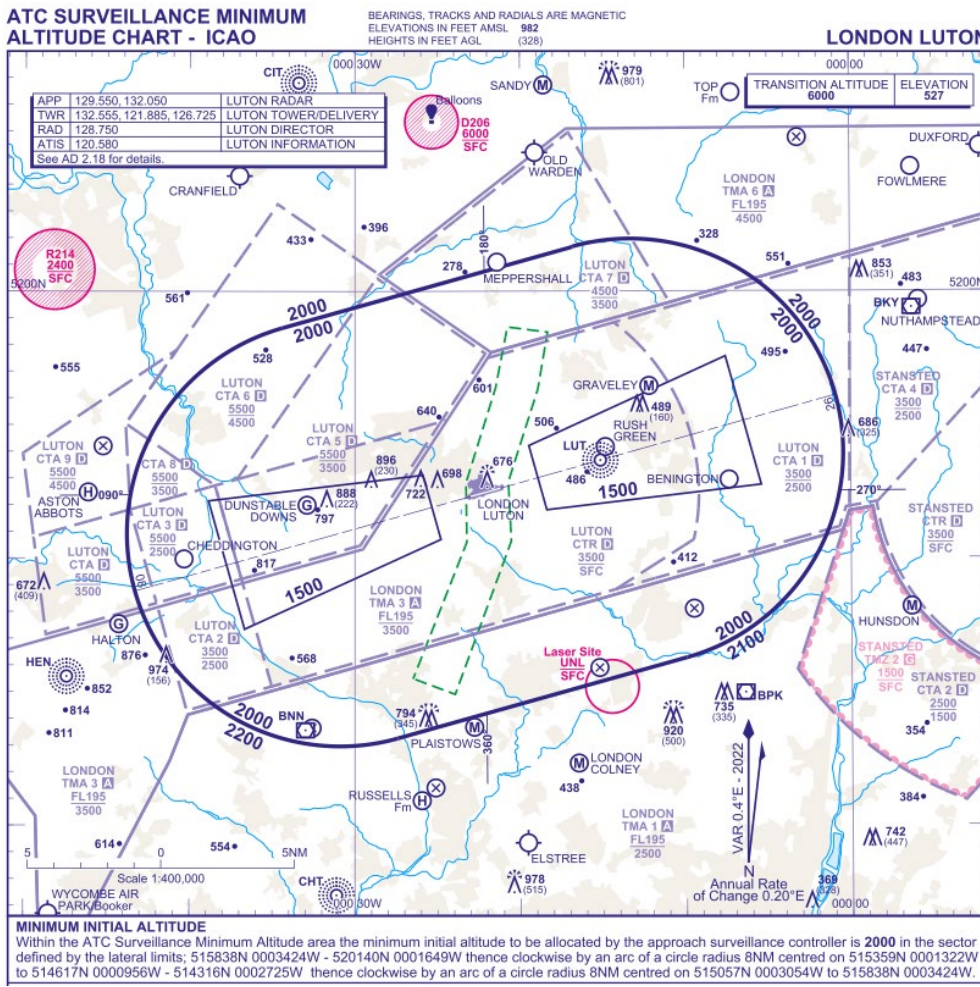 ATC SURVEILLANCE MINIMUM
ALTITUDE CHART - ICAO
BEARINGS, TRACKS AND RADIALS ARE MAGNETIC
ELEVATIONS IN FEET AMSL 982
HEIGHTS IN FEET AGL (328)
LONDON LUTON
000 30W
000 00
CIT
SANDY M
979
(801)
TOP
Fm
TRANSITION ALTITUDE
6000
ELEVATION
527
APP 129.550, 132.050 LUTON RADAR
TWR 132.555, 121.885, 126.725 LUTON TOWER/DELIVERY
RAD 128.750 LUTON DIRECTOR
ATIS 120.580 LUTON INFORMATION
See AD 2.18 for details.
Balloons
D206
6000
SFC
DUXFORD
OLD
WARDEN
FOWLMERE
CRANFIELD
LONDON
TMA 6 A
FL195
4500
R214
2400
SFC
433
396
180°
328
278
MEPPERSHALL
LUTON
CTA 7 D
4500
3500
551
853
(351)
483
5200N
5200N
561
2000
2000
2000
2000
BKY
NUTHAMPSTEAD
555
528
495
447
601
GRAVELEY M
STANSTED
CTA 4 D
3500
2500
LUTON
CTA 6 D
5500
4500
640
489
(160)
506
RUSH
GREEN
26
686
(325)
LUTON
CTA 9 D
5500
4500
LUTON
CTA 5 D
5500
3500
896
(230)
698
722
676
LUT
486
1500
BENINGTON
LUTON
CTA 1 D
3500
2500
CTA 8 D
5500
3500
H
090°
ASTON
ABBOTS
DUNSTABLE
DOWNS
G
888
(222)
797
LONDON
LUTON
270°
STANSTED
CTR D
3500
SFC
LUTON
CTA 3 D
5500
2500
CHEDDINGTON
LUTON
CTA D
5500
3500
LUTON
CTR D
3500
SFC
412
817
08
672
(409)
1500
LONDON
TMA 3 A
FL195
3500
G
HALTON
LUTON
CTA 2 D
3500
2500
M
HUNSDON
2000
2100
876
974
(156)
568
Laser Site
UNL
SFC
STANSTED
TMZ 2 G
1500
SFC
HEN
852
STANSTED
CTA 2 D
2500
1500
814
BPK
735
(335)
2000
2200
BNN
794
(345)
M
PLAISTOWS
360°
920
(500)
354
811
LONDON
TMA 3 A
FL195
3500
M
LONDON
COLNEY
438
RUSSELLS
Fm
H
VAR 0.4°E - 2022
384
LONDON
TMA 1 A
FL195
2500
742
(447)
614
554
5 0 5NM
Scale 1:400,000
ELSTREE
978
(515)
N
Annual Rate
of Change 0.20°E
369
(328)
CHT
WYCOMBE AIR
PARK/Booker
000 30W
000 00
MINIMUM INITIAL ALTITUDE
Within the ATC Surveillance Minimum Altitude area the minimum initial altitude to be allocated by the approach surveillance controller is 2000 in the sector
defined by the lateral limits; 515838N 0003424W - 520140N 0001649W thence clockwise by an arc of a circle radius 8NM centred on 515359N 0001322W
to 514617N 0000956W - 514316N 0002725W thence clockwise by an arc of a circle radius 8NM centred on 515057N 0003054W to 515838N 0003424W.